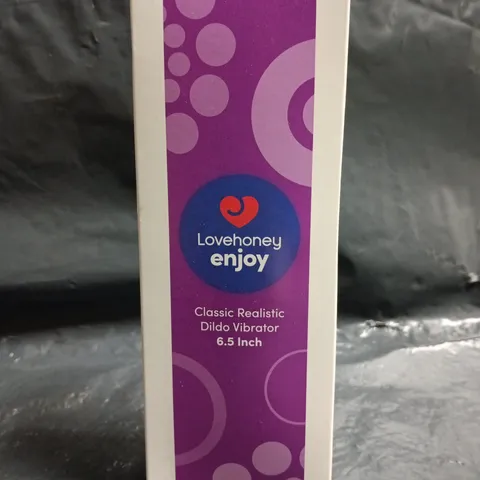 Lovehoney
enjoy
Classic Realistic
Dildo Vibrator
6.5 Inch